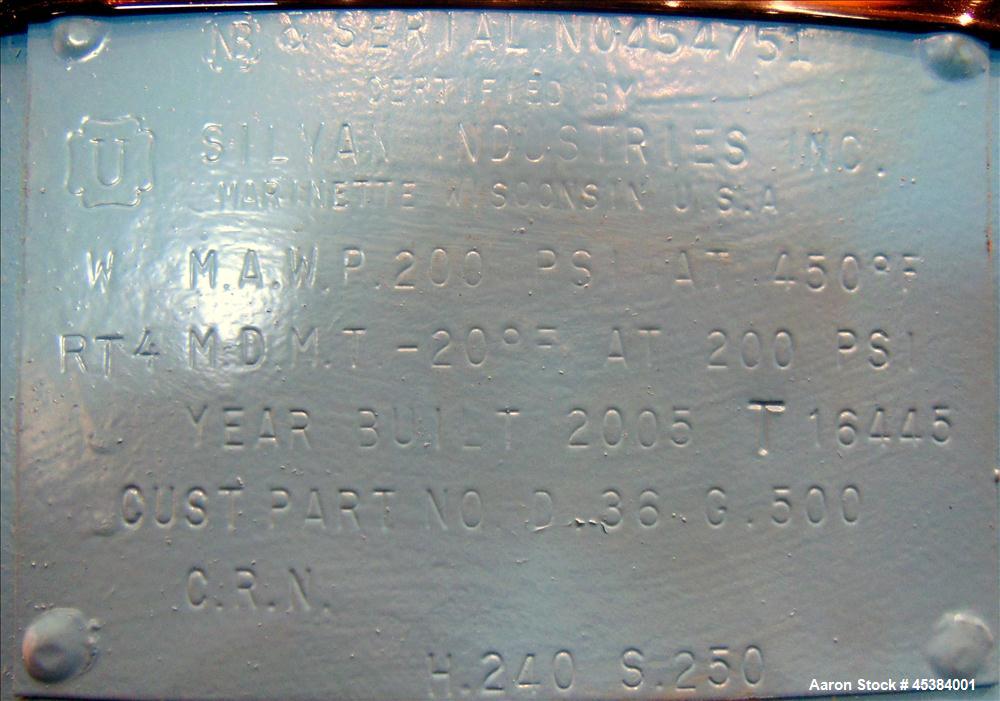 NB & SERIAL NO 454751
CERTIFIED BY
U SILVAN INDUSTRIES INC.
MARINETTE WISCONSIN U.S.A.
W M.A.W.P. 200 PSI AT 450°F
RT4 M.D.M.T -20°F AT 200 PSI
YEAR BUILT 2005 T 16445
CUST PART NO. D. 36 G.500
C.R.N.
H.240 S.250
Aaron Stock # 45384001